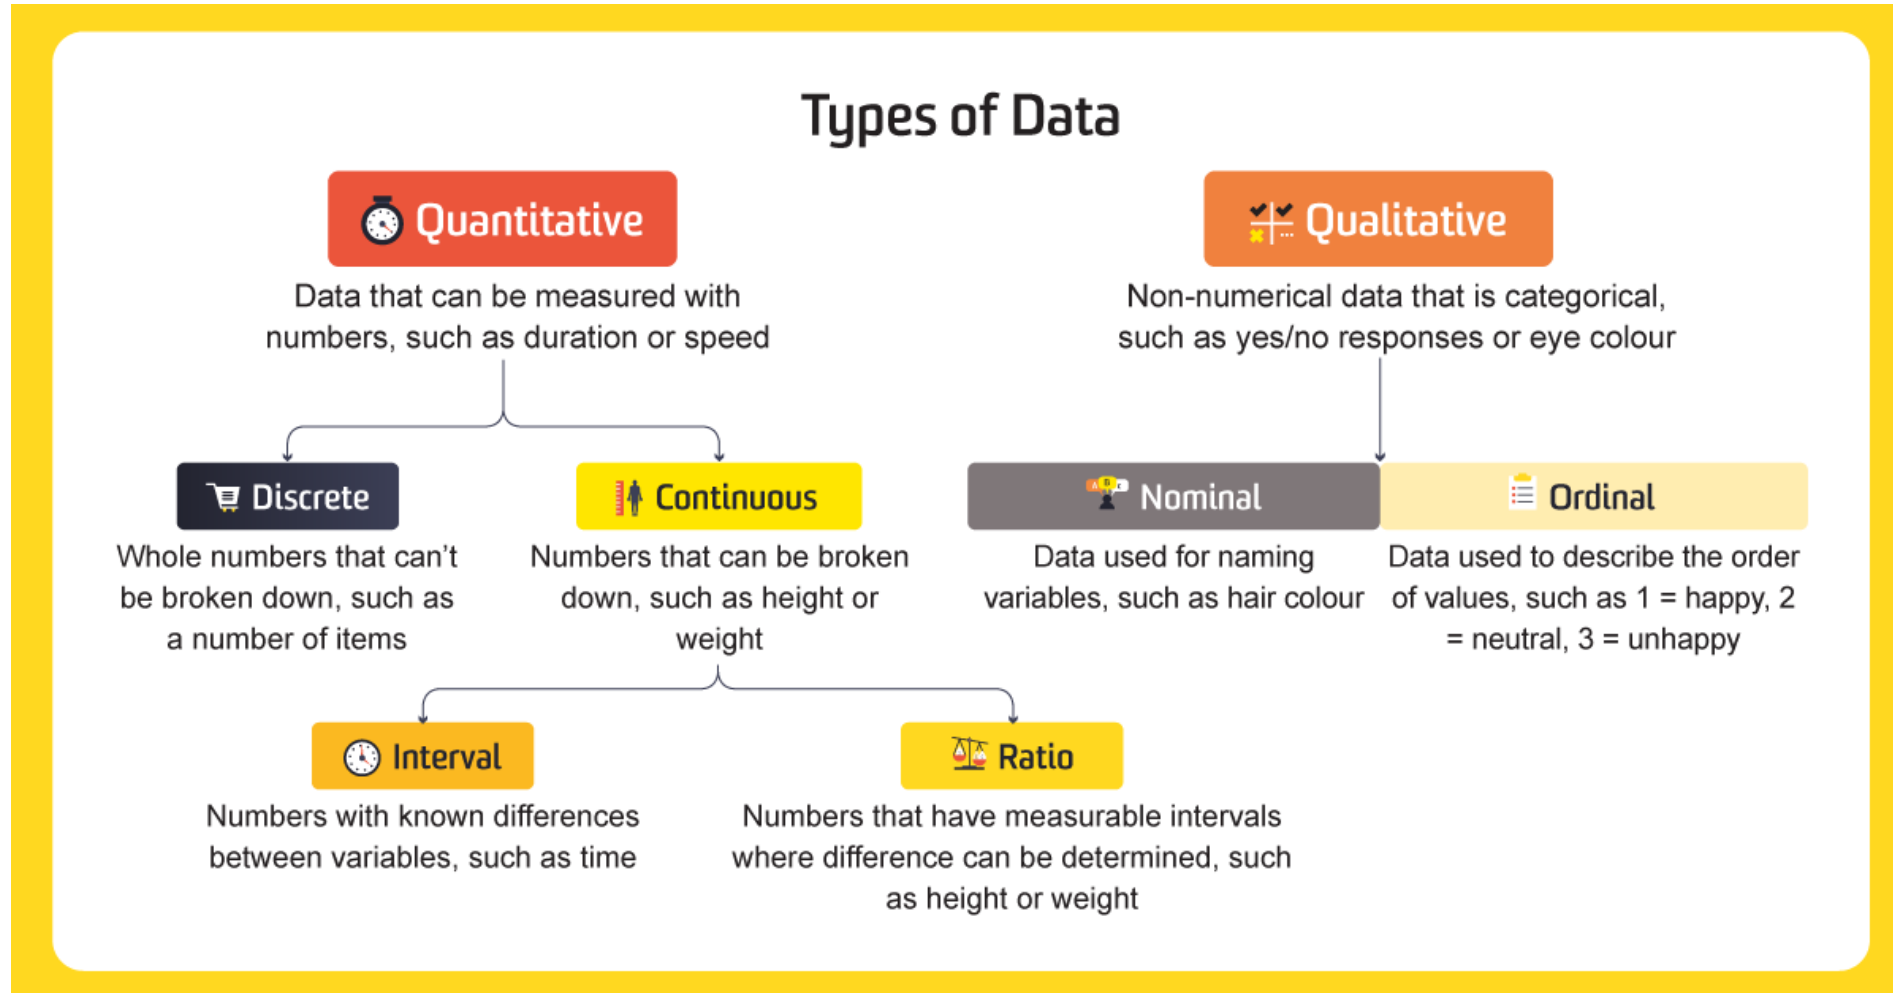 Types of Data
Quantitative
Data that can be measured with
numbers, such as duration or speed
Qualitative
Non-numerical data that is categorical,
such as yes/no responses or eye colour
Discrete
Whole numbers that can't
be broken down, such as
a number of items
Continuous
Numbers that can be broken
down, such as height or
weight
A B C
Nominal
Data used for naming
variables, such as hair colour
Ordinal
Data used to describe the order
of values, such as 1 = happy, 2
= neutral, 3 = unhappy
Interval
Numbers with known differences
between variables, such as time
Ratio
Numbers that have measurable intervals
where difference can be determined, such
as height or weight